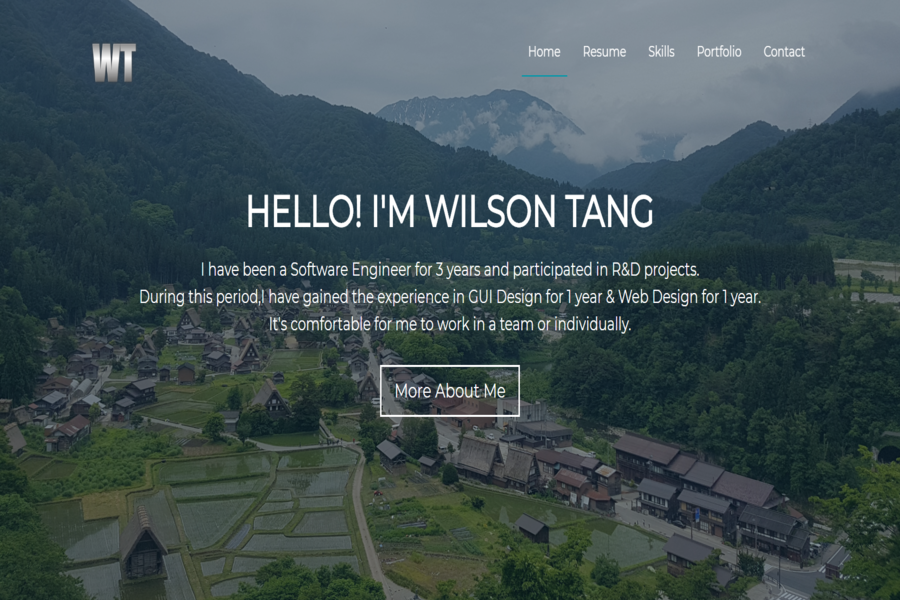 WT
Home Resume Skills Portfolio Contact
HELLO! I'M WILSON TANG
I have been a Software Engineer for 3 years and participated in R&D projects.
During this period,I have gained the experience in GUI Design for 1 year & Web Design for 1 year.
It's comfortable for me to work in a team or individually.
More About Me